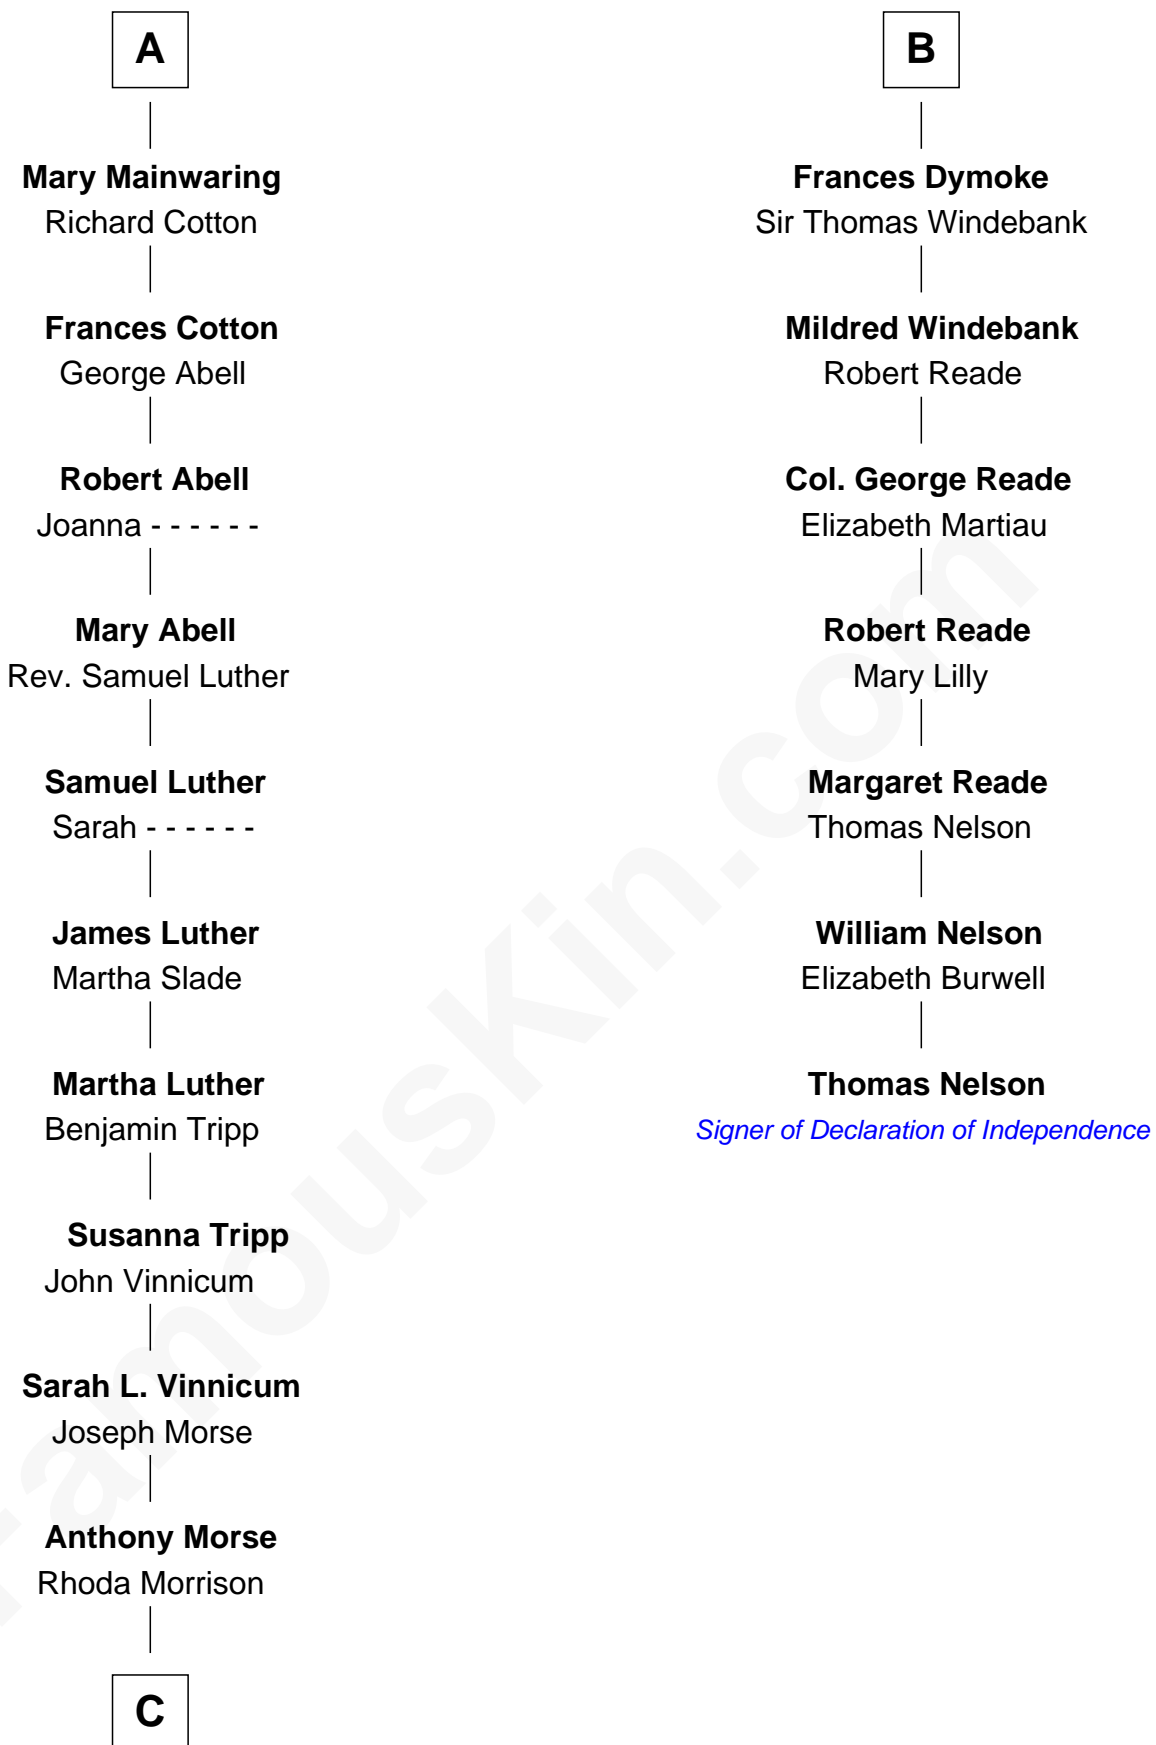 A
Mary Mainwaring
Richard Cotton
Frances Cotton
George Abell
Robert Abell
Joanna - - - - - -
Mary Abell
Rev. Samuel Luther
Samuel Luther
Sarah - - - - - -
James Luther
Martha Slade
Martha Luther
Benjamin Tripp
Susanna Tripp
John Vinnicum
Sarah L. Vinnicum
Joseph Morse
Anthony Morse
Rhoda Morrison
C
B
Frances Dymoke
Sir Thomas Windebank
Mildred Windebank
Robert Reade
Col. George Reade
Elizabeth Martiau
Robert Reade
Mary Lilly
Margaret Reade
Thomas Nelson
William Nelson
Elizabeth Burwell
Thomas Nelson
Signer of Declaration of Independence
FamousKin.com